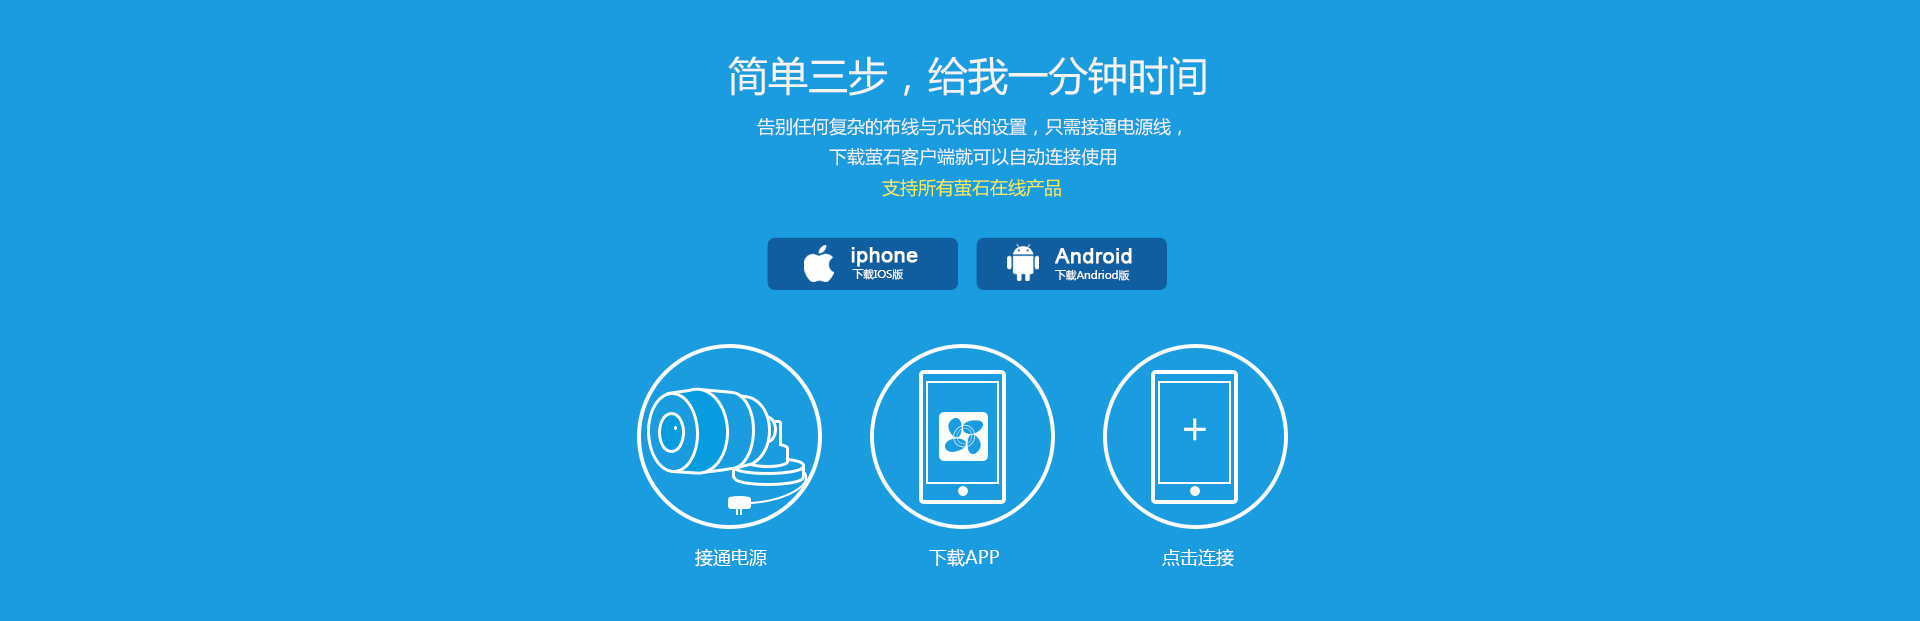 简单三步，给我一分钟时间
告别任何复杂的布线与冗长的设置，只需接通电源线，
下载萤石客户端就可以自动连接使用
支持所有萤石在线产品
iphone
下载IOS版
Android
下载Andriod版
接通电源
下载APP
点击连接